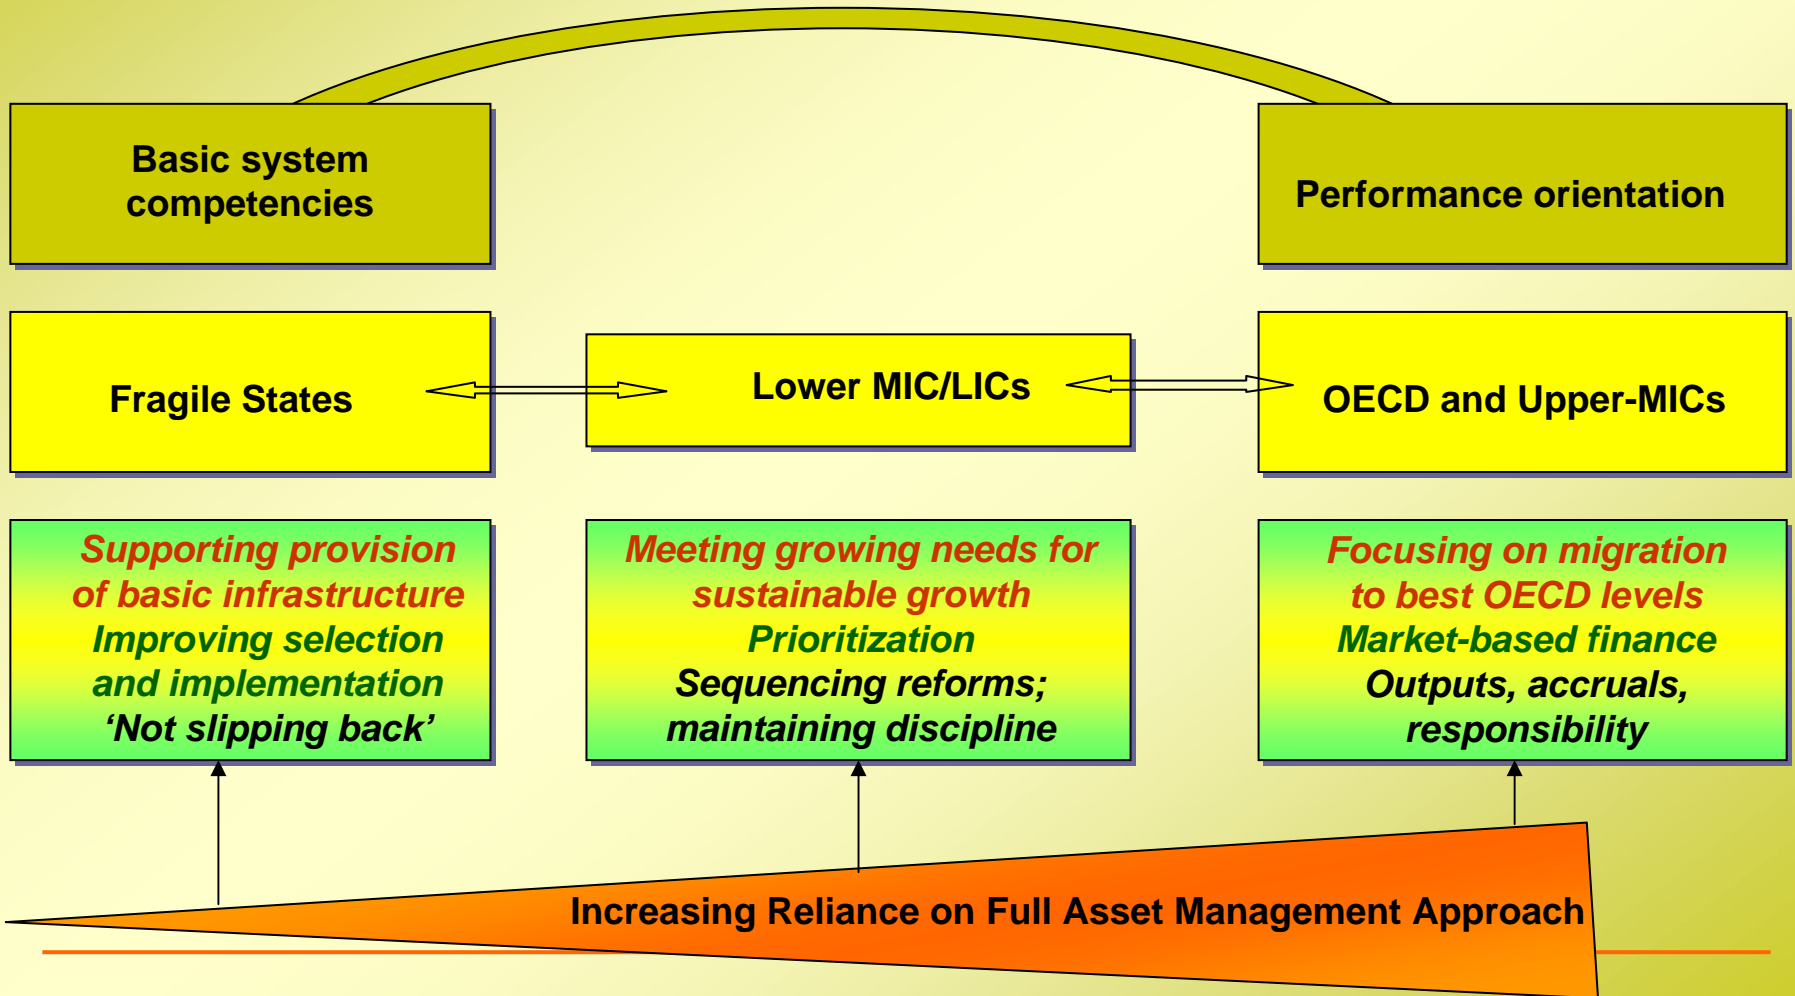 Basic system
competencies
Performance orientation
Fragile States
Lower MIC/LICs
OECD and Upper-MICs
Supporting provision
of basic infrastructure
Improving selection
and implementation
‘Not slipping back’
Meeting growing needs for
sustainable growth
Prioritization
Sequencing reforms;
maintaining discipline
Focusing on migration
to best OECD levels
Market-based finance
Outputs, accruals,
responsibility
Increasing Reliance on Full Asset Management Approach